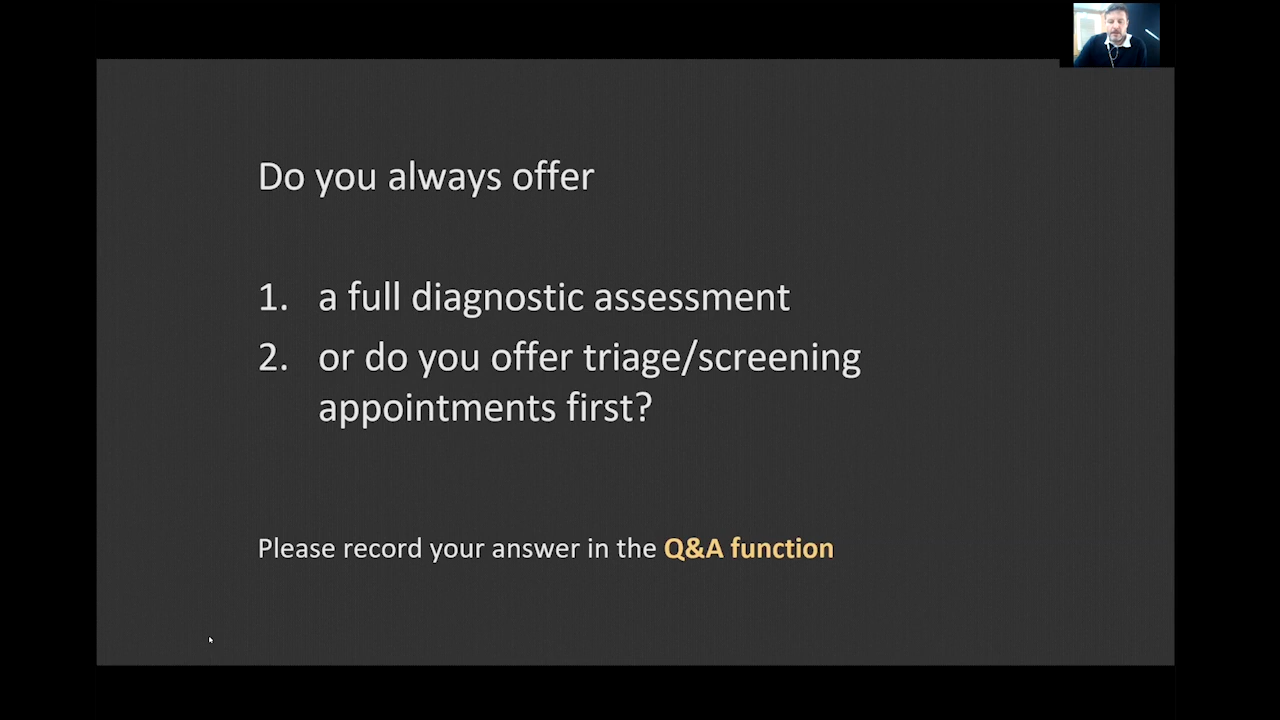 Do you always offer
1. a full diagnostic assessment
2. or do you offer triage/screening
appointments first?
Please record your answer in the Q&A function